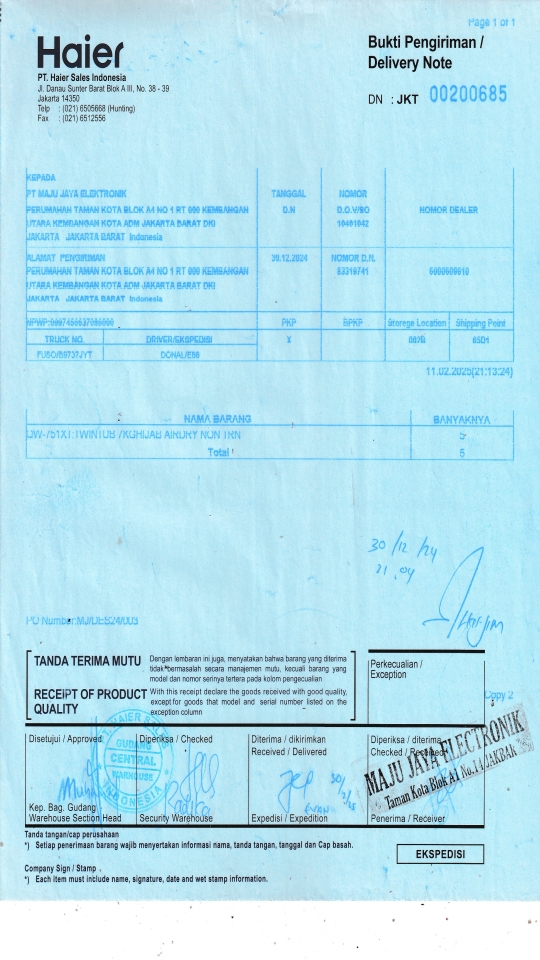 Page 1 of 1
Haier
Bukti Pengiriman /
Delivery Note
PT. Haier Sales Indonesia
Jl. Danau Sunter Barat Blok A III, No. 38 - 39
Jakarta 14350
Telp : (021) 6505668 (Hunting)
Fax : (021) 6512556
DN : JKT 00200685
KEPADA
PT MAJU JAYA ELEKTRONIK TANGGAL NOMOR
PERUMAHAN TAMAN KOTA BLOK A4 NO 1 RT 000 KEMBANGAN D.N D.O.V/SO NOMOR DEALER
UTARA KEMBANGAN KOTA ADM JAKARTA BARAT DKI
JAKARTA JAKARTA BARAT Indonesia
ALAMAT PENGIRIMAN 30.12.2024 NOMOR D.N.
PERUMAHAN TAMAN KOTA BLOK A4 NO 1 RT 000 KEMBANGAN 83319741
UTARA KEMBANGAN KOTA ADM JAKARTA BARAT DKI
JAKARTA JAKARTA BARAT Indonesia
PKP BPKP Storege Location Shipping Point
TRUCK NO. DRIVER/EKSPEDISI X
11.02.2025(21:13:24)
NAMA BARANG BANYAKNYA
5
Total 5
30/12/24
21.04
PO Number:MJ/DES24/003
TANDA TERIMA MUTU
Dengan lembaran ini juga, menyatakan bahwa barang yang diterima
tidak bermasalah secara manajemen mutu, kecuali barang yang
model dan nomor serinya tertera pada kolom pengecualian
RECEIPT OF PRODUCT
QUALITY
With this receipt declare the goods received with good quality,
except for goods that model and serial number listed on the
exception column
Perkecualian /
Exception
Copy 2
Disetujui / Approved Diperiksa / Checked Diterima / dikirimkan Diperiksa / diterima
Received / Delivered Checked / Received
GUDANG
CENTRAL
WAREHOUSE
INDONESIA
MAJU JAYA ELECTRONIK
Taman Kota Blok A1 No.14 JAKBAR
Kep. Bag. Gudang
Warehouse Section Head Security Warehouse Expedisi / Expedition Penerima / Receiver
Tanda tangan/cap perusahaan
*) Setiap penerimaan barang wajib menyertakan informasi nama, tanda tangan, tanggal dan Cap basah.
EKSPEDISI
Company Sign / Stamp
*) Each item must include name, signature, date and wet stamp information.